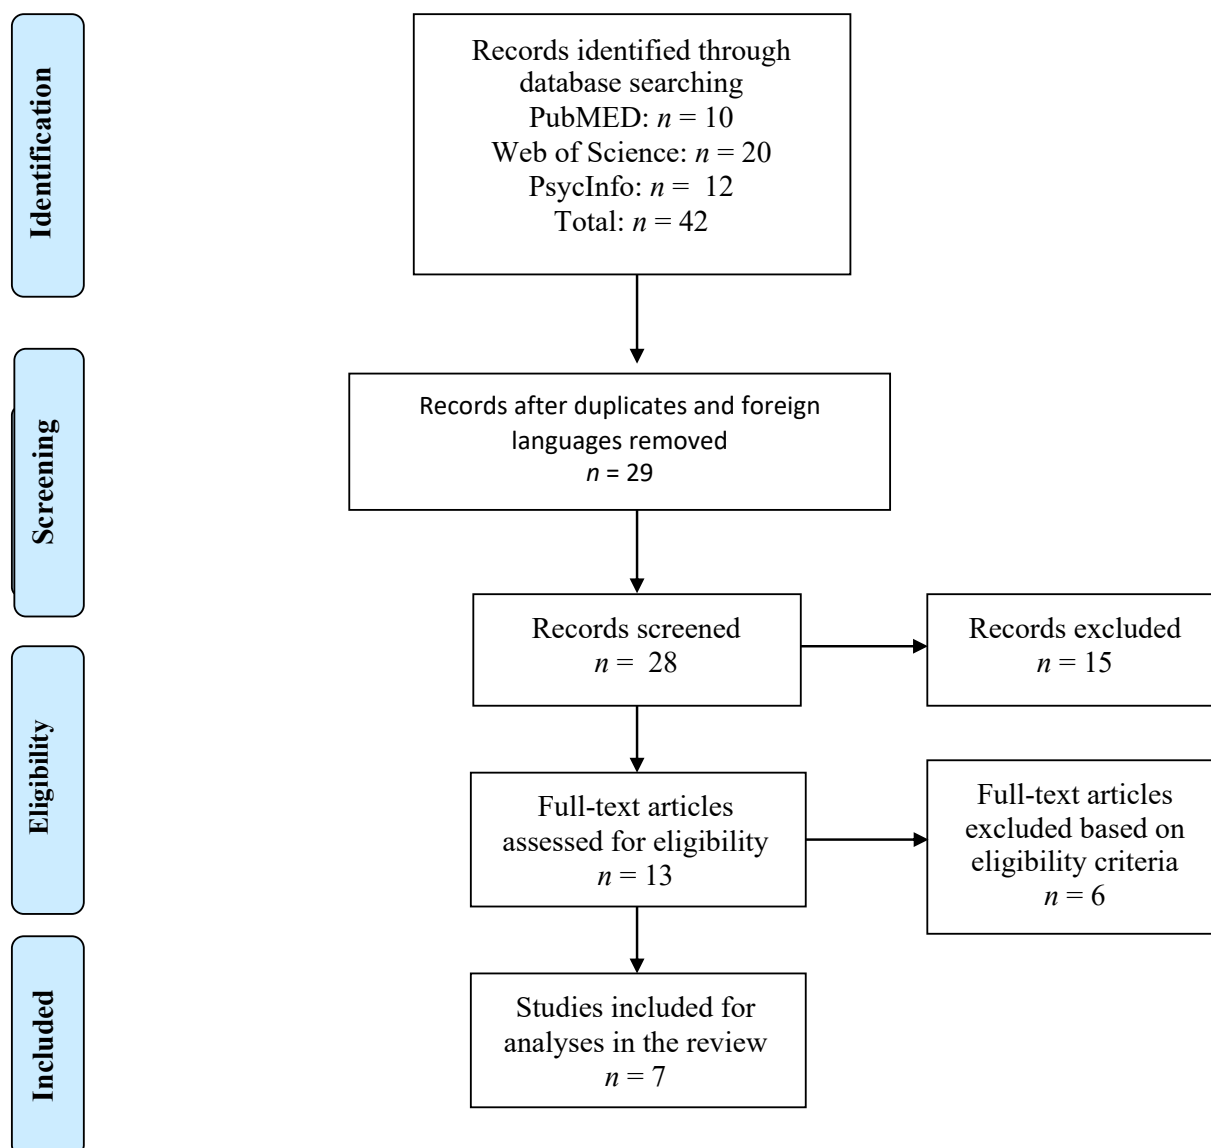 Identification
Records identified through
database searching
PubMED: n = 10
Web of Science: n = 20
PsycInfo: n =  12
Total: n = 42
Screening
Records after duplicates and foreign
languages removed
n = 29
Records screened
n =  28
Records excluded
n = 15
Eligibility
Full-text articles
assessed for eligibility
n = 13
Full-text articles
excluded based on
eligibility criteria
n = 6
Included
Studies included for
analyses in the review
n = 7